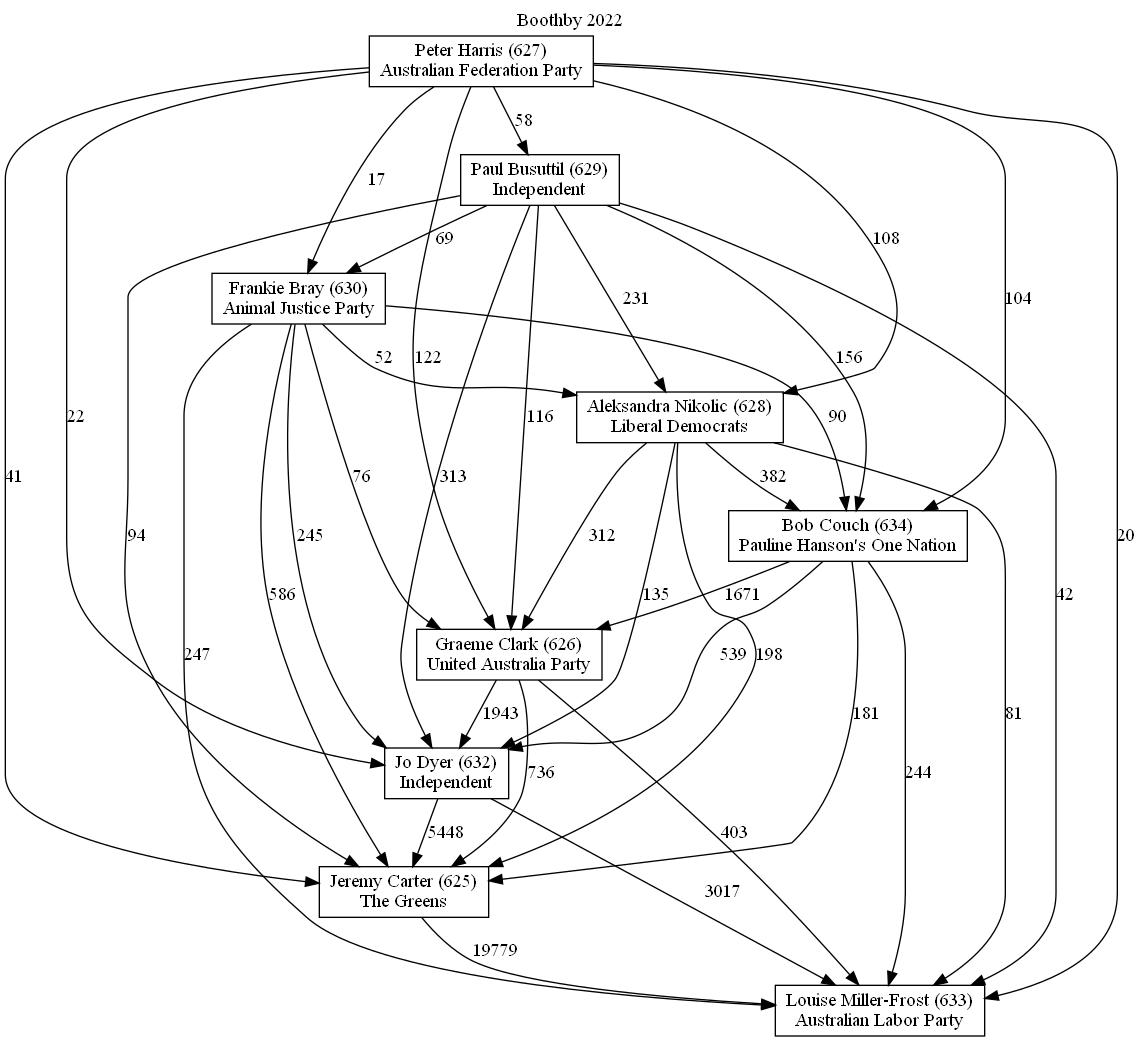 Boothby 2022
Peter Harris (627)
Australian Federation Party
58
Paul Busuttil (629)
Independent
17
69
108
Frankie Bray (630)
Animal Justice Party
231
104
52
122
156
Aleksandra Nikolic (628)
Liberal Democrats
22
116
90
41
76
313
382
Bob Couch (634)
Pauline Hanson's One Nation
94
245
312
20
586
135
1671
42
Graeme Clark (626)
United Australia Party
247
539
198
1943
181
81
Jo Dyer (632)
Independent
736
244
5448
403
Jeremy Carter (625)
The Greens
3017
19779
Louise Miller-Frost (633)
Australian Labor Party